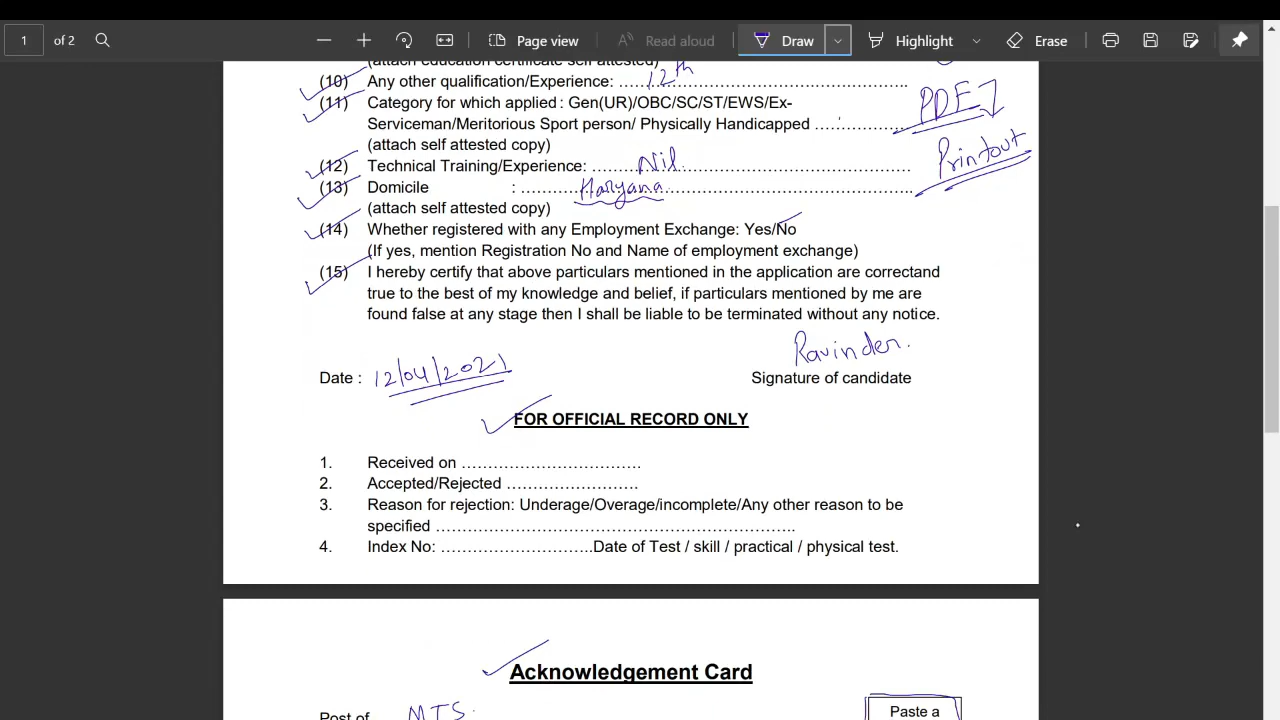 1 of 2 Page view Read aloud Draw Highlight Erase
(attach education certificate self attested)
(10) Any other qualification/Experience: ....12th....
(11) Category for which applied : Gen(UR)/OBC/SC/ST/EWS/Ex-
Serviceman/Meritorious Sport person/ Physically Handicapped ................
(attach self attested copy)
PDF
Printout
(12) Technical Training/Experience: ....Nil....
(13) Domicile : ....Haryana....
(attach self attested copy)
(14) Whether registered with any Employment Exchange: Yes/No
(If yes, mention Registration No and Name of employment exchange)
(15) I hereby certify that above particulars mentioned in the application are correctand
true to the best of my knowledge and belief, if particulars mentioned by me are
found false at any stage then I shall be liable to be terminated without any notice.
Ravinder.
Date : 12/04/2021 Signature of candidate
FOR OFFICIAL RECORD ONLY
1. Received on ……………………………….
2. Accepted/Rejected …………………….
3. Reason for rejection: Underage/Overage/incomplete/Any other reason to be
specified …………………………………………………………..
4. Index No: ………………………..Date of Test / skill / practical / physical test.
Acknowledgement Card
Post of MTS.
Paste a